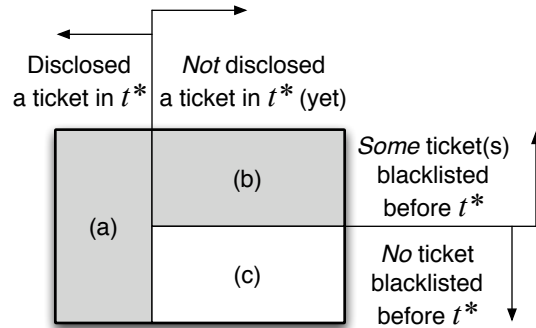 Disclosed
a ticket in t*
Not disclosed
a ticket in t* (yet)
(a)
(b)
(c)
Some ticket(s)
blacklisted
before t*
No ticket
blacklisted
before t*